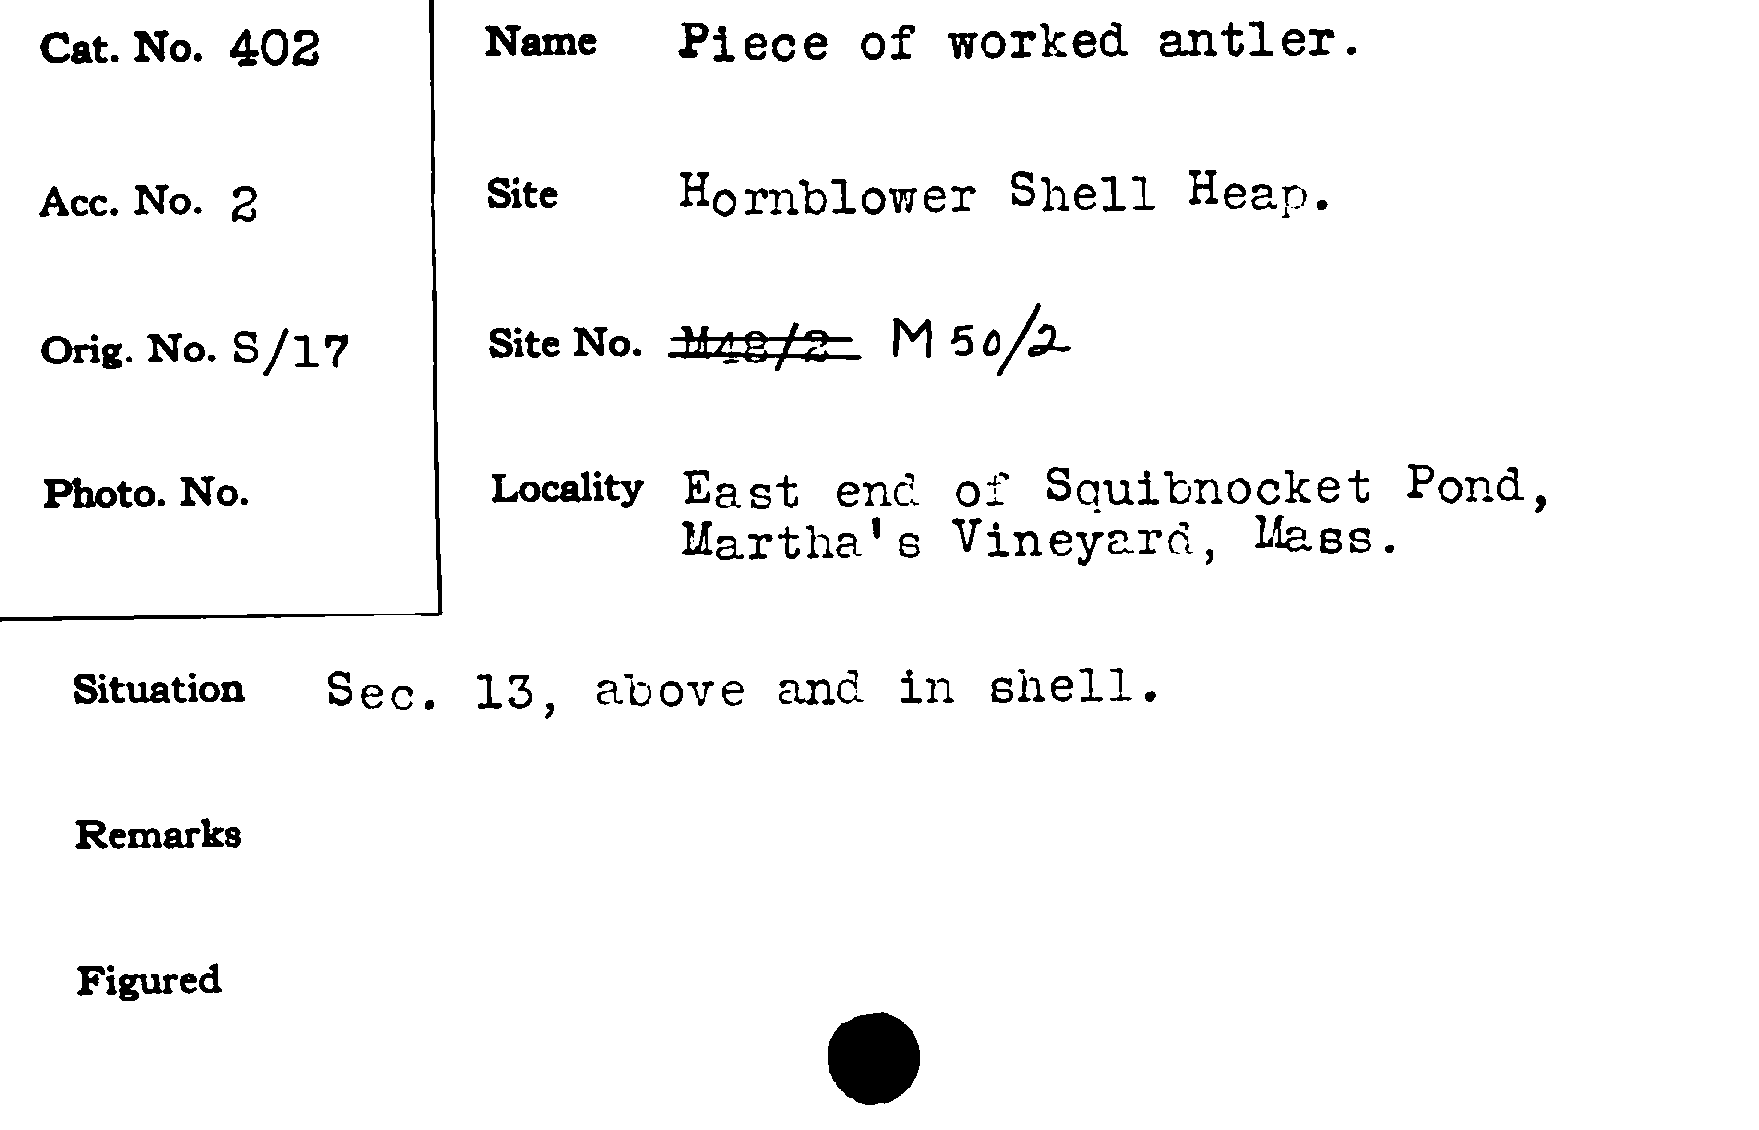 Cat. No. 402
Name Piece of worked antler.
Acc. No. 2
Site Hornblower Shell Heap.
Orig. No. S/17
Site No. M48/2 M 50/2
Photo. No.
Locality East end of Squibnocket Pond,
Martha's Vineyard, Mass.
Situation Sec. 13, above and in shell.
Remarks
Figured